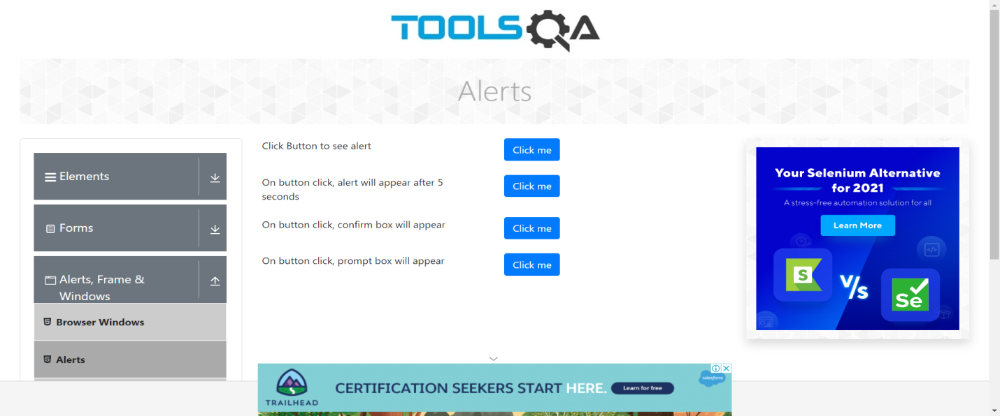 TOOLSQA
Alerts
Elements
Forms
Alerts, Frame &
Windows
Browser Windows
Alerts
Click Button to see alert
Click me
On button click, alert will appear after 5
seconds
Click me
On button click, confirm box will appear
Click me
On button click, prompt box will appear
Click me
Your Selenium Alternative
for 2021
A stress-free automation solution for all
Learn More
</>
S
V/s
Se
TRAILHEAD
CERTIFICATION SEEKERS START HERE.
Learn for free
salesforce